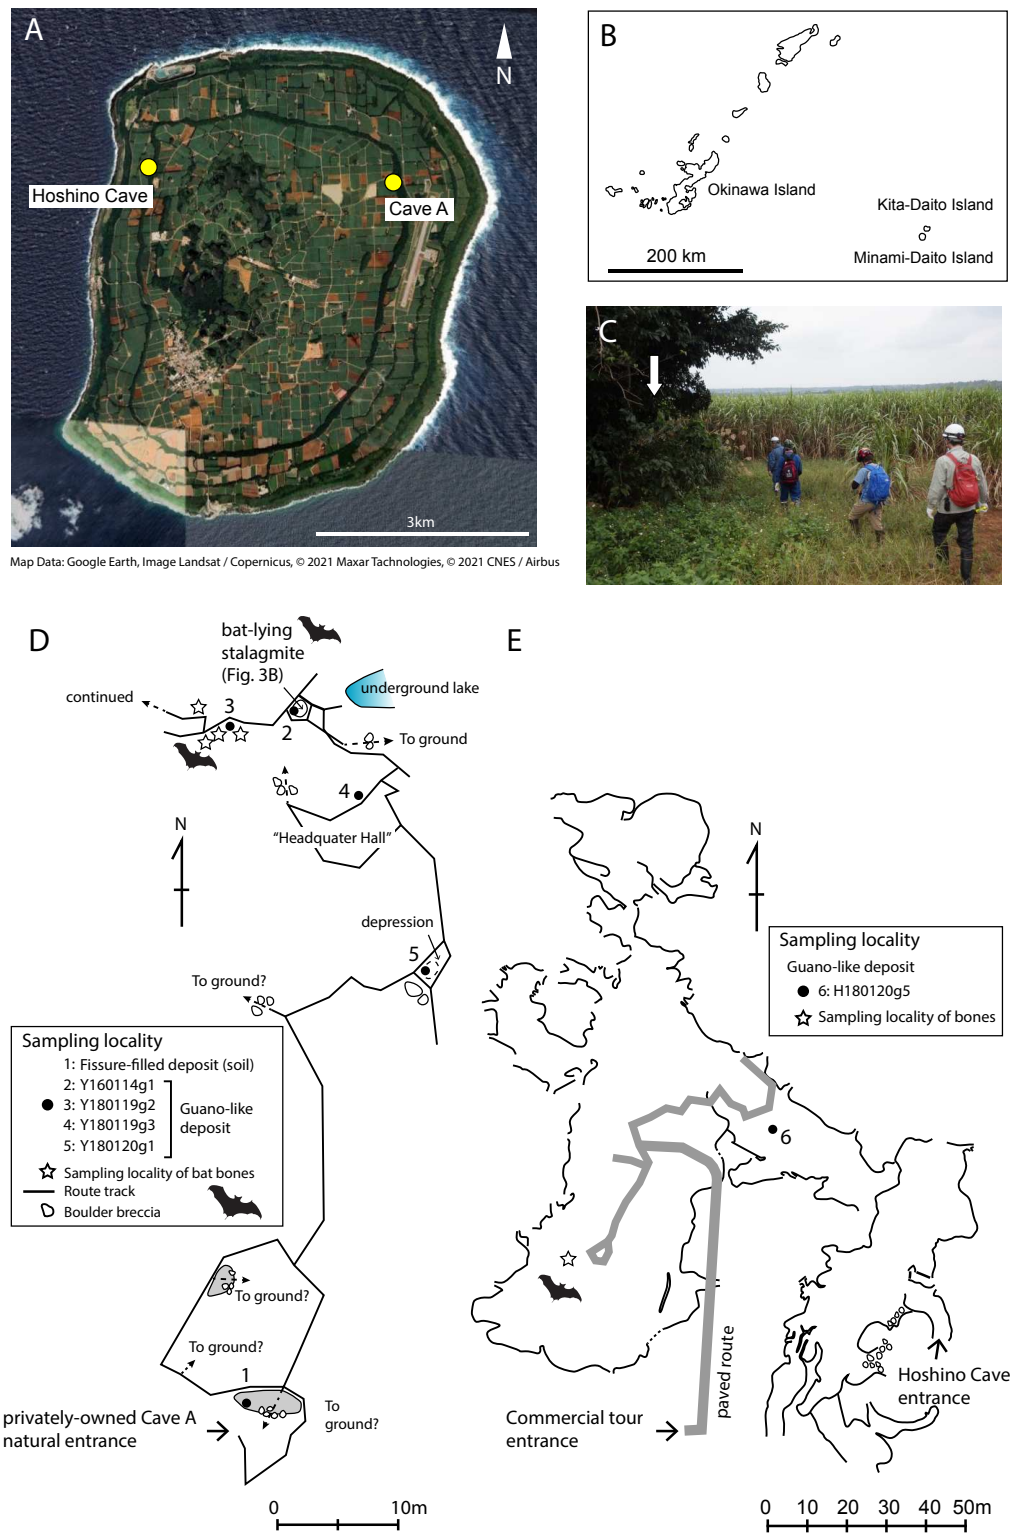 A
N
Hoshino Cave
Cave A
3km
Map Data: Google Earth, Image Landsat / Copernicus, © 2021 Maxar Tachnologies, © 2021 CNES / Airbus
B
Okinawa Island
Kita-Daito Island
200 km
Minami-Daito Island
C
D
bat-lying
stalagmite
(Fig. 3B)
underground lake
continued
3
2
To ground
4
"Headquater Hall"
N
depression
5
To ground?
Sampling locality
1: Fissure-filled deposit (soil)
2: Y160114g1
3: Y180119g2
4: Y180119g3
5: Y180120g1
Guano-like
deposit
Sampling locality of bat bones
Route track
Boulder breccia
To ground?
To ground?
1
To
ground?
privately-owned Cave A
natural entrance
0 10m
E
N
Sampling locality
Guano-like deposit
6: H180120g5
Sampling locality of bones
6
paved route
Hoshino Cave
entrance
Commercial tour
entrance
0 10 20 30 40 50m